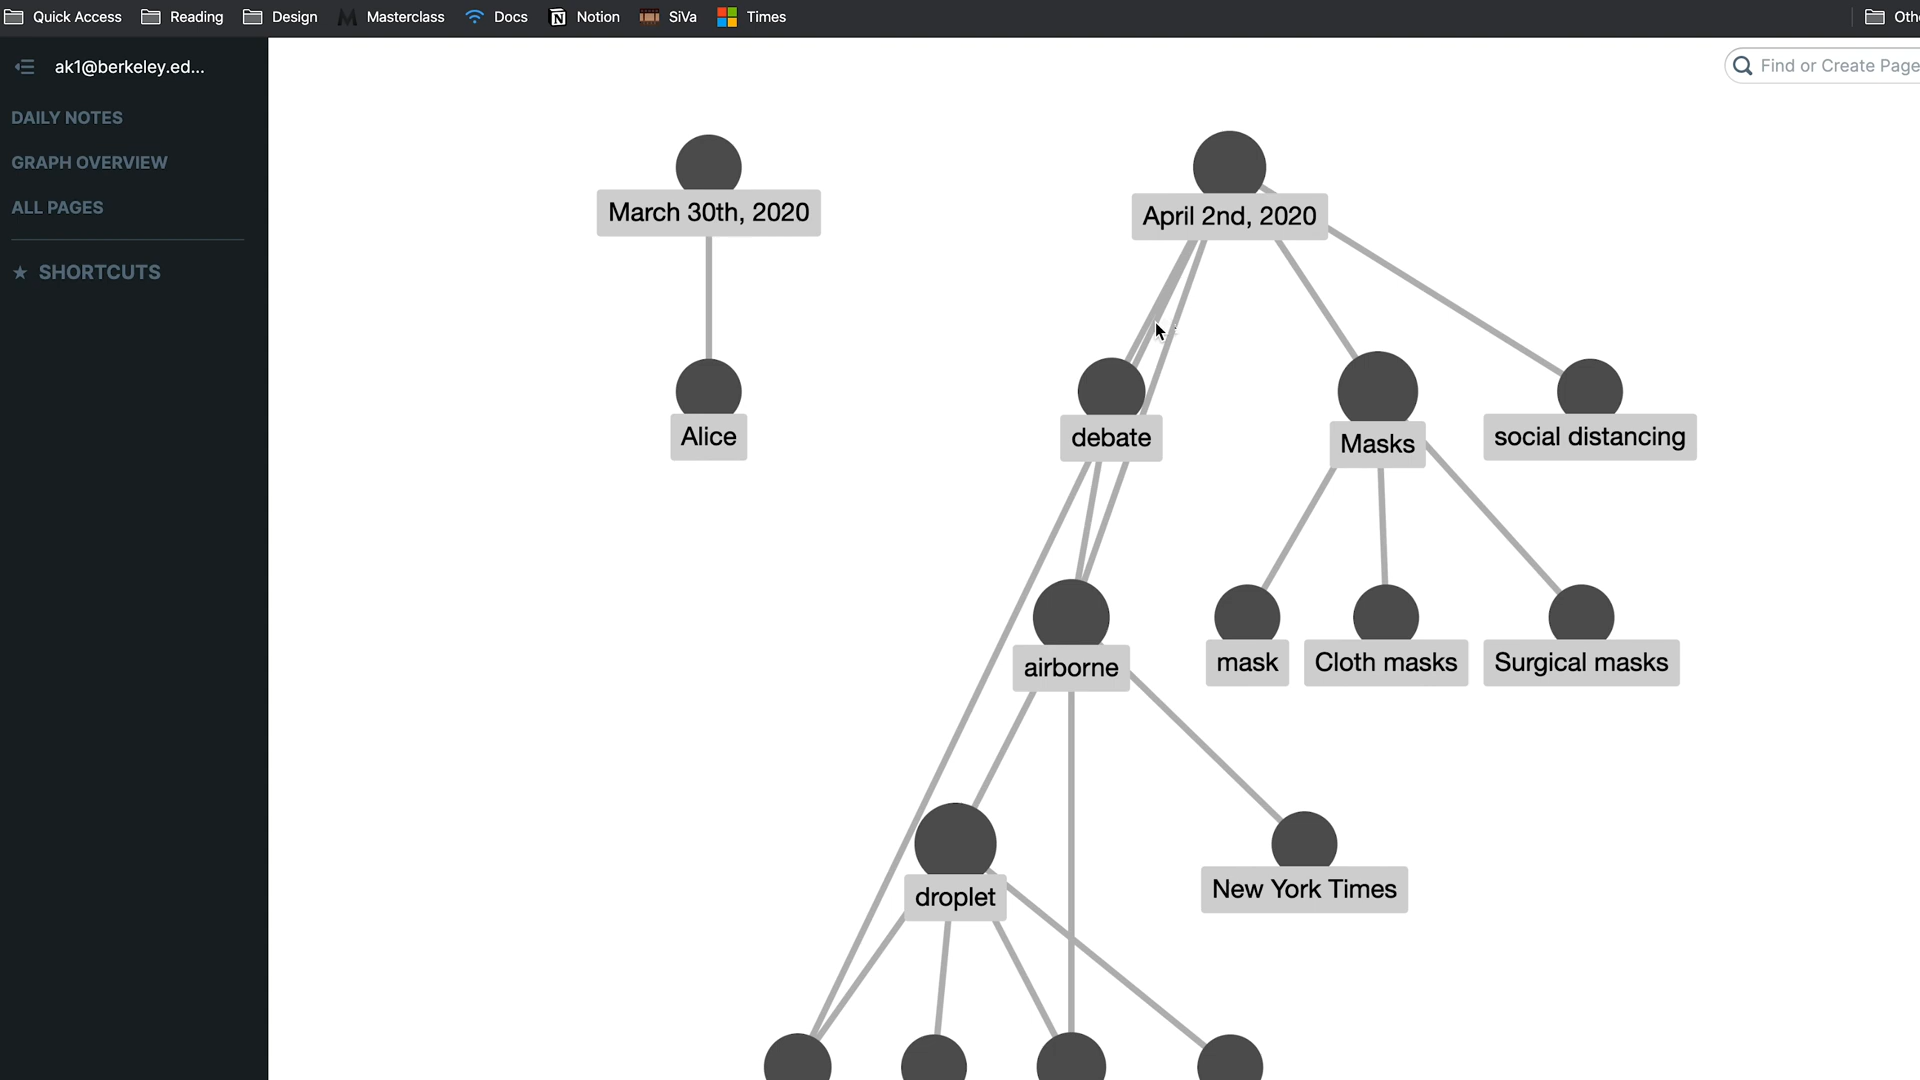 Quick Access Reading Design Masterclass Docs Notion SiVa Times
ak1@berkeley.ed...
Find or Create Page
DAILY NOTES
GRAPH OVERVIEW
ALL PAGES
SHORTCUTS
March 30th, 2020
April 2nd, 2020
Alice
debate
Masks
social distancing
airborne
mask
Cloth masks
Surgical masks
droplet
New York Times